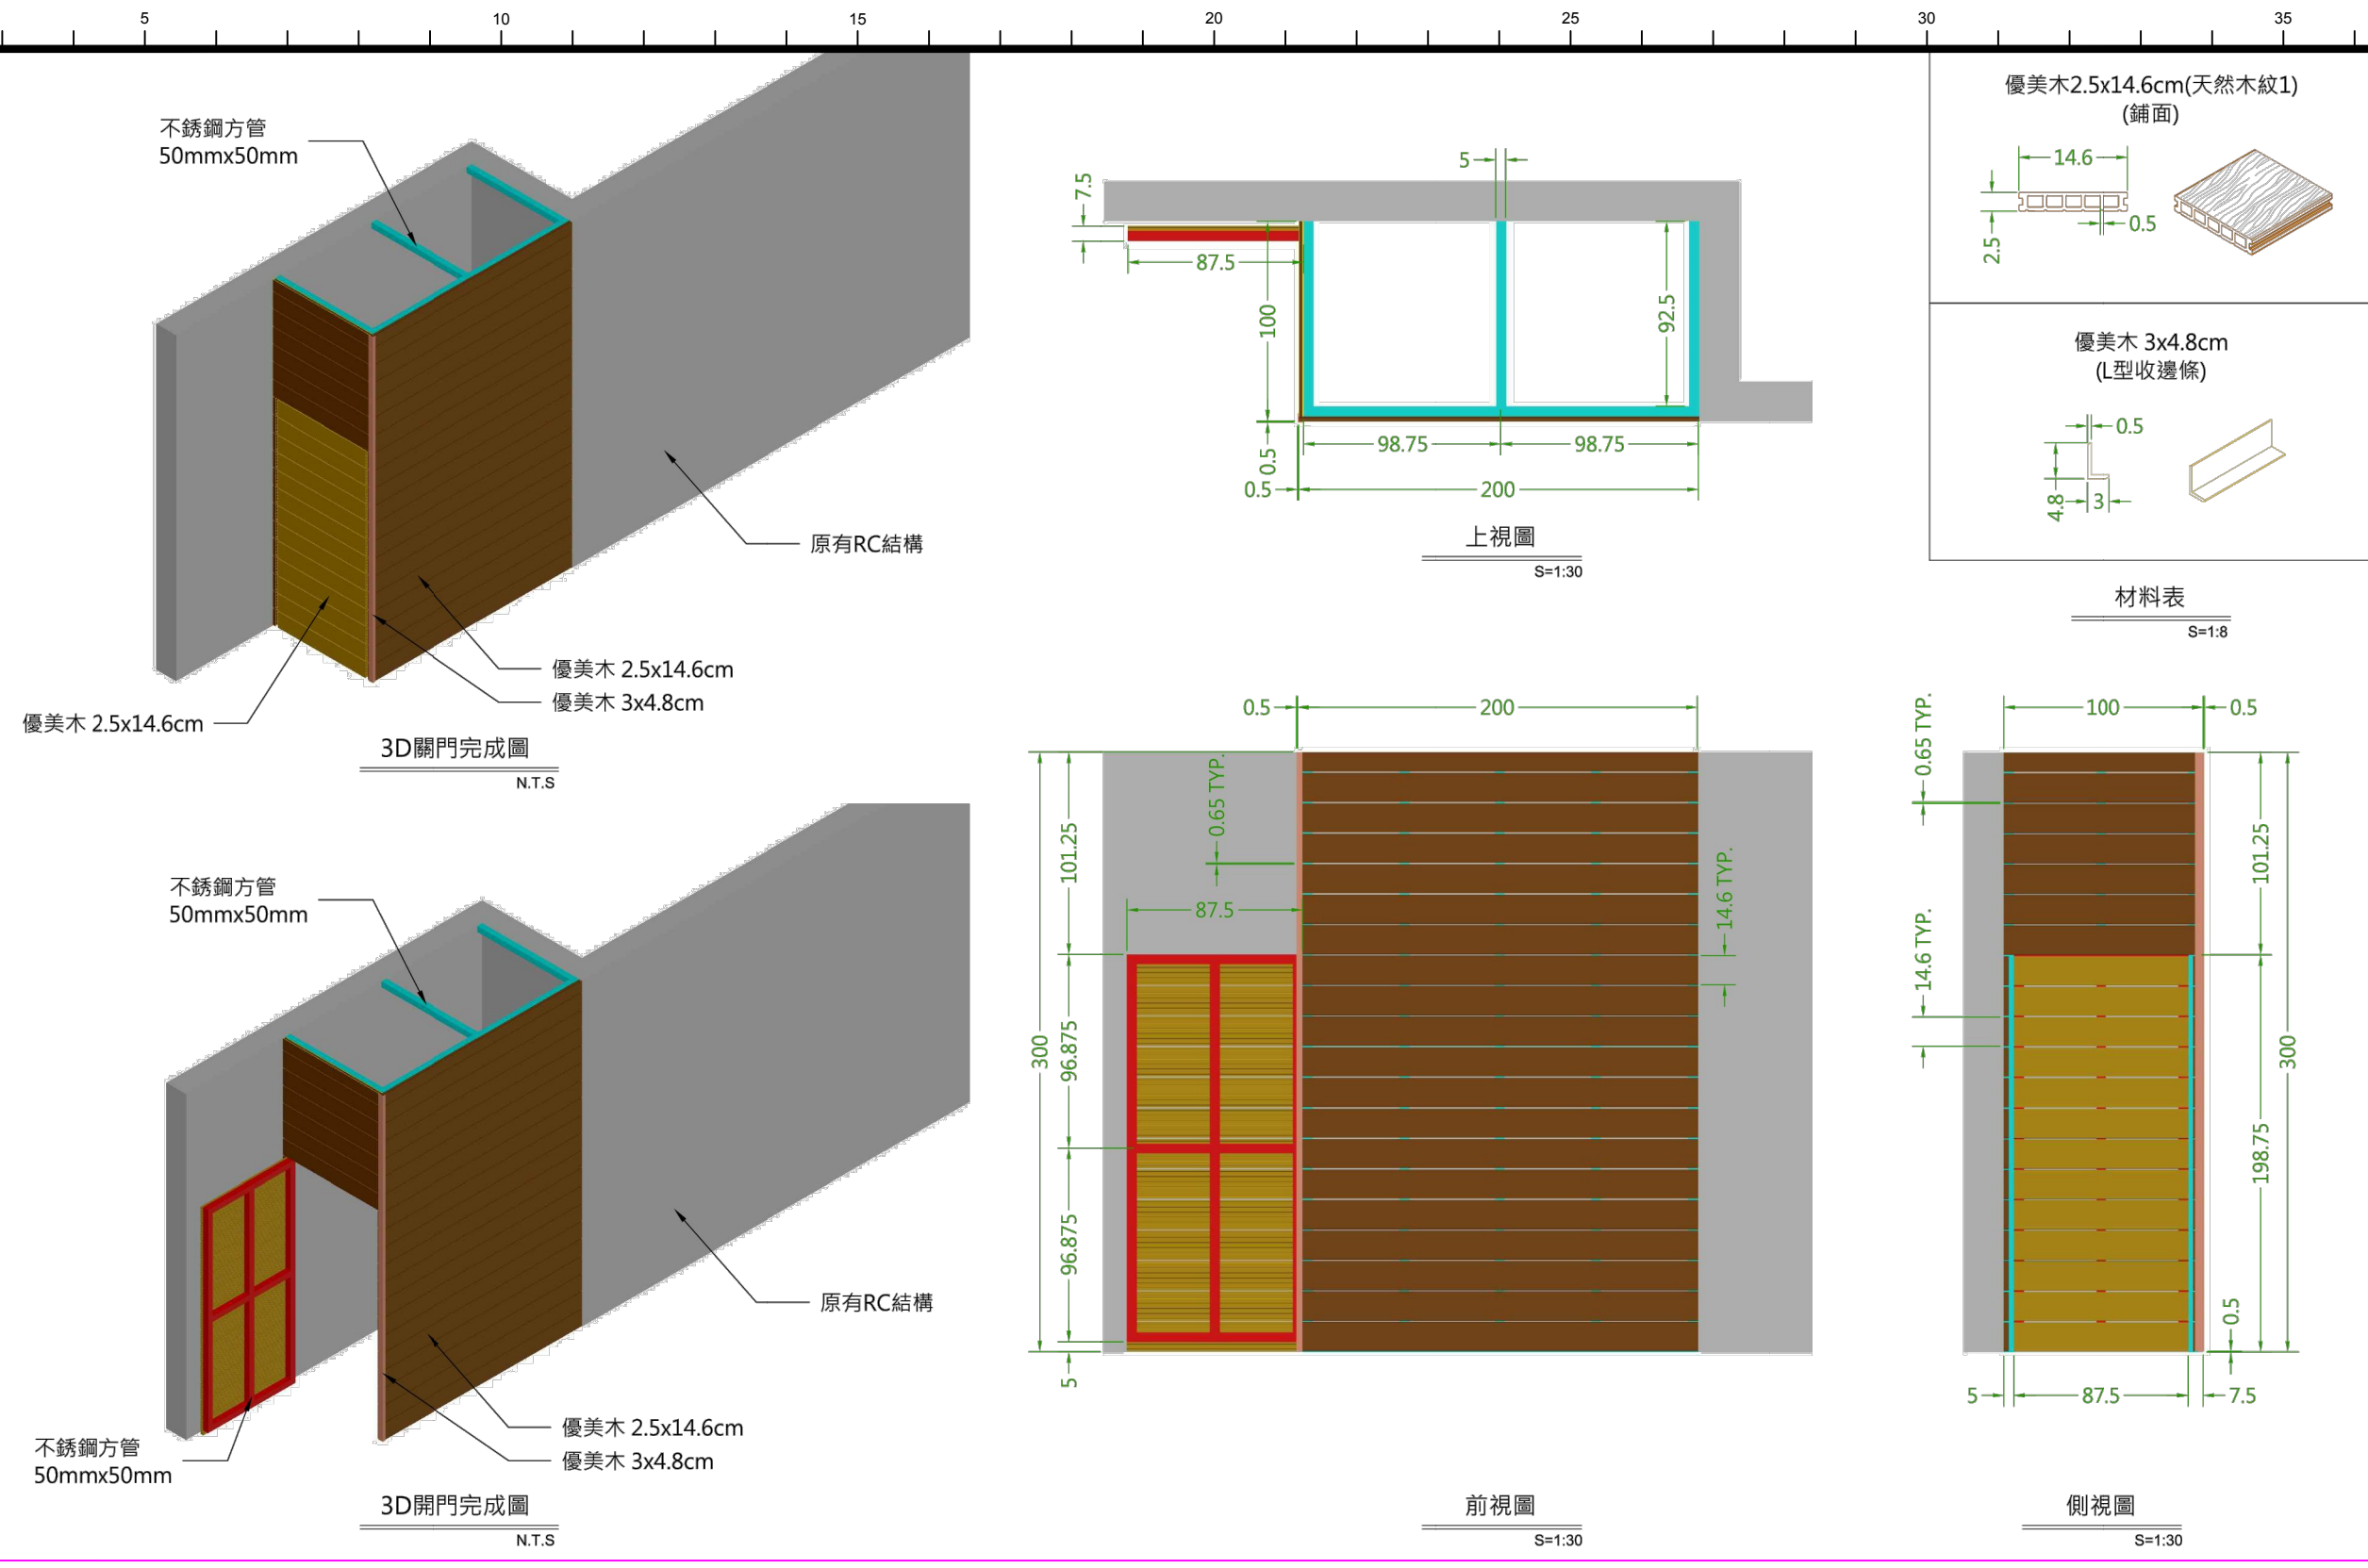 5
10
15
20
25
30
35
不銹鋼方管
50mmx50mm
原有RC結構
優美木 2.5x14.6cm
優美木 3x4.8cm
優美木 2.5x14.6cm
3D關門完成圖
N.T.S
5
7.5
87.5
100
92.5
98.75
98.75
0.5
0.5
200
上視圖
S=1:30
優美木2.5x14.6cm(天然木紋1)
(鋪面)
14.6
0.5
2.5
優美木 3x4.8cm
(L型收邊條)
0.5
4.8
3
材料表
S=1:8
不銹鋼方管
50mmx50mm
原有RC結構
優美木 2.5x14.6cm
優美木 3x4.8cm
不銹鋼方管
50mmx50mm
3D開門完成圖
N.T.S
0.5
200
0.65 TYP.
101.25
87.5
14.6 TYP.
300
96.875
96.875
5
前視圖
S=1:30
0.65 TYP.
100
0.5
101.25
14.6 TYP.
300
198.75
0.5
5
87.5
7.5
側視圖
S=1:30